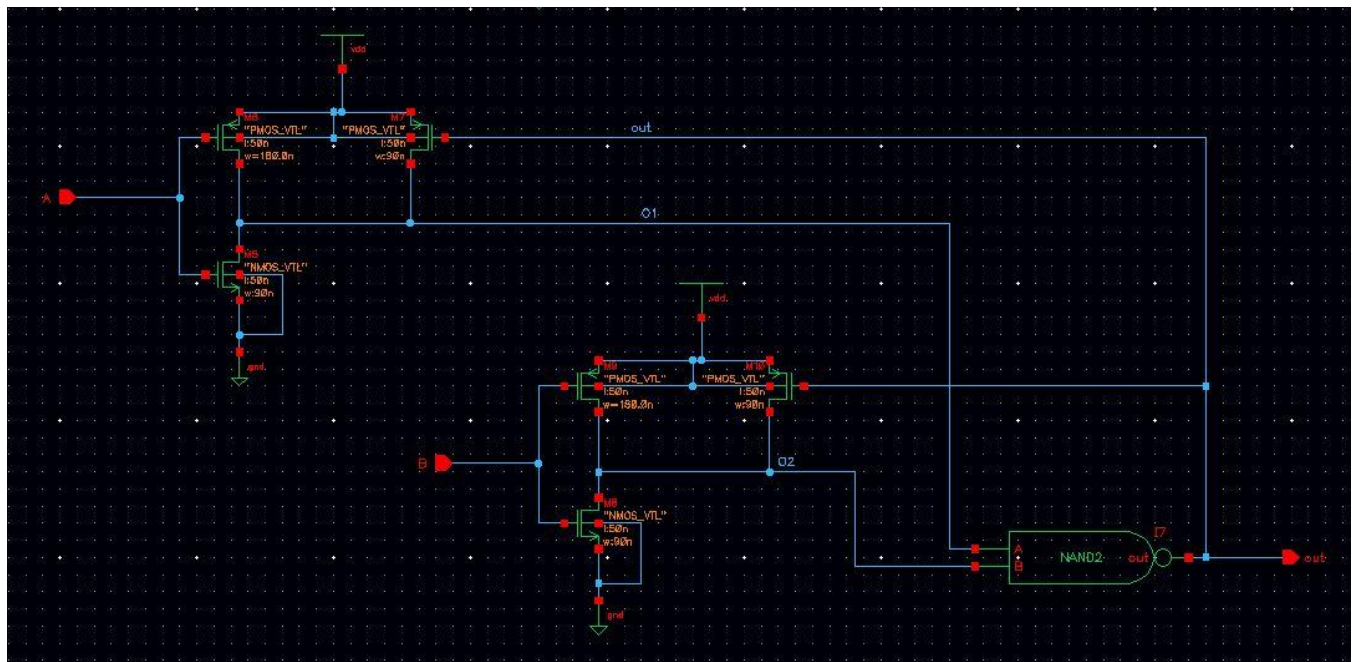 vdd
M6 M7
"PMOS_VTL" "PMOS_VTL"
l:50n l:50n
w=180.0n w:90n
out
A
O1
M5
"NMOS_VTL"
l:50n
w:90n
gnd
vdd
M9 M10
"PMOS_VTL" "PMOS_VTL"
l:50n l:50n
w=180.0n w:90n
B
O2
M8
"NMOS_VTL"
l:50n
w:90n
gnd
I7
A
NAND2 out out
B